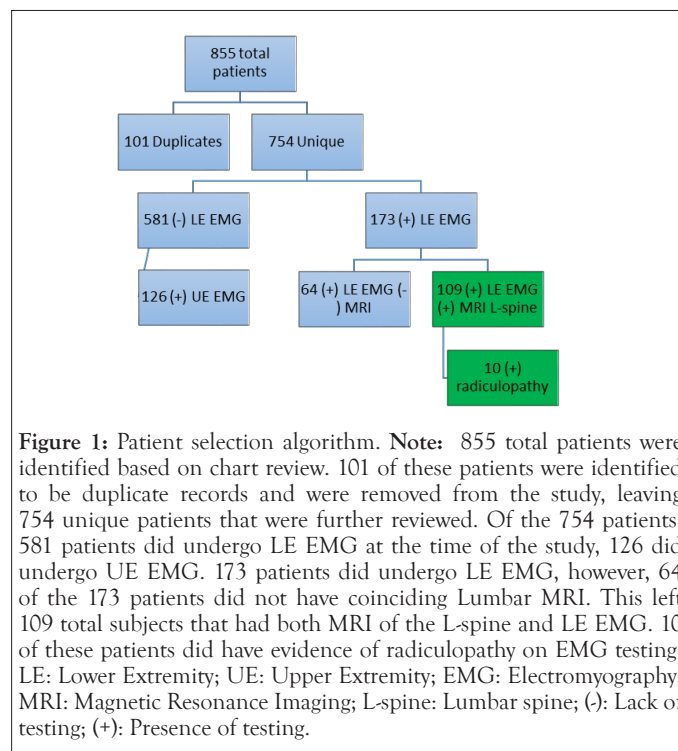 855 total
patients
101 Duplicates
754 Unique
581 (-) LE EMG
173 (+) LE EMG
126 (+) UE EMG
64 (+) LE EMG (-
) MRI
109 (+) LE EMG
(+) MRI L-spine
10 (+)
radiculopathy
Figure 1: Patient selection algorithm. Note: 855 total patients were
identified based on chart review. 101 of these patients were identified
to be duplicate records and were removed from the study, leaving
754 unique patients that were further reviewed. Of the 754 patients
581 patients did undergo LE EMG at the time of the study, 126 did
undergo UE EMG. 173 patients did undergo LE EMG, however, 64
of the 173 patients did not have coinciding Lumbar MRI. This left
109 total subjects that had both MRI of the L-spine and LE EMG. 10
of these patients did have evidence of radiculopathy on EMG testing
LE: Lower Extremity; UE: Upper Extremity; EMG: Electromyography
MRI: Magnetic Resonance Imaging; L-spine: Lumbar spine; (-): Lack of
testing; (+): Presence of testing.